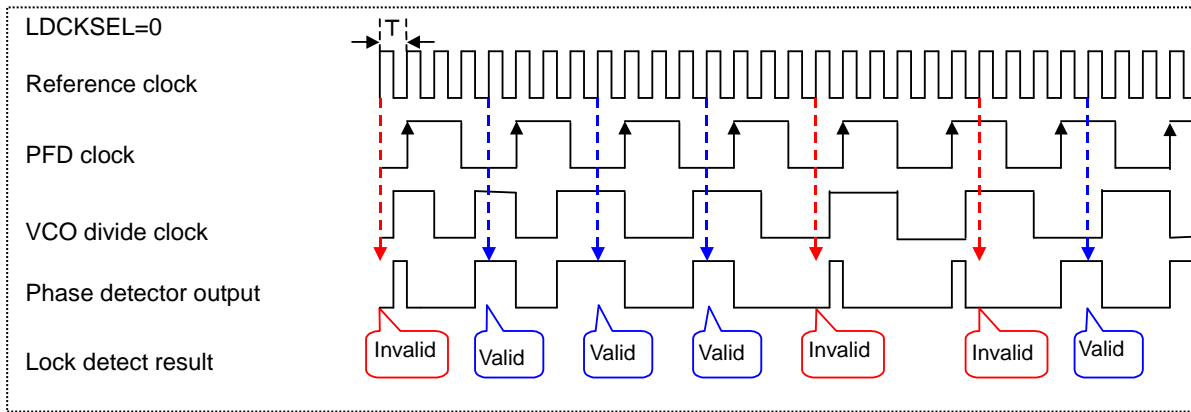 LDCKSEL=0
T
Reference clock
PFD clock
VCO divide clock
Phase detector output
Lock detect result
Invalid
Valid
Valid
Valid
Invalid
Invalid
Valid